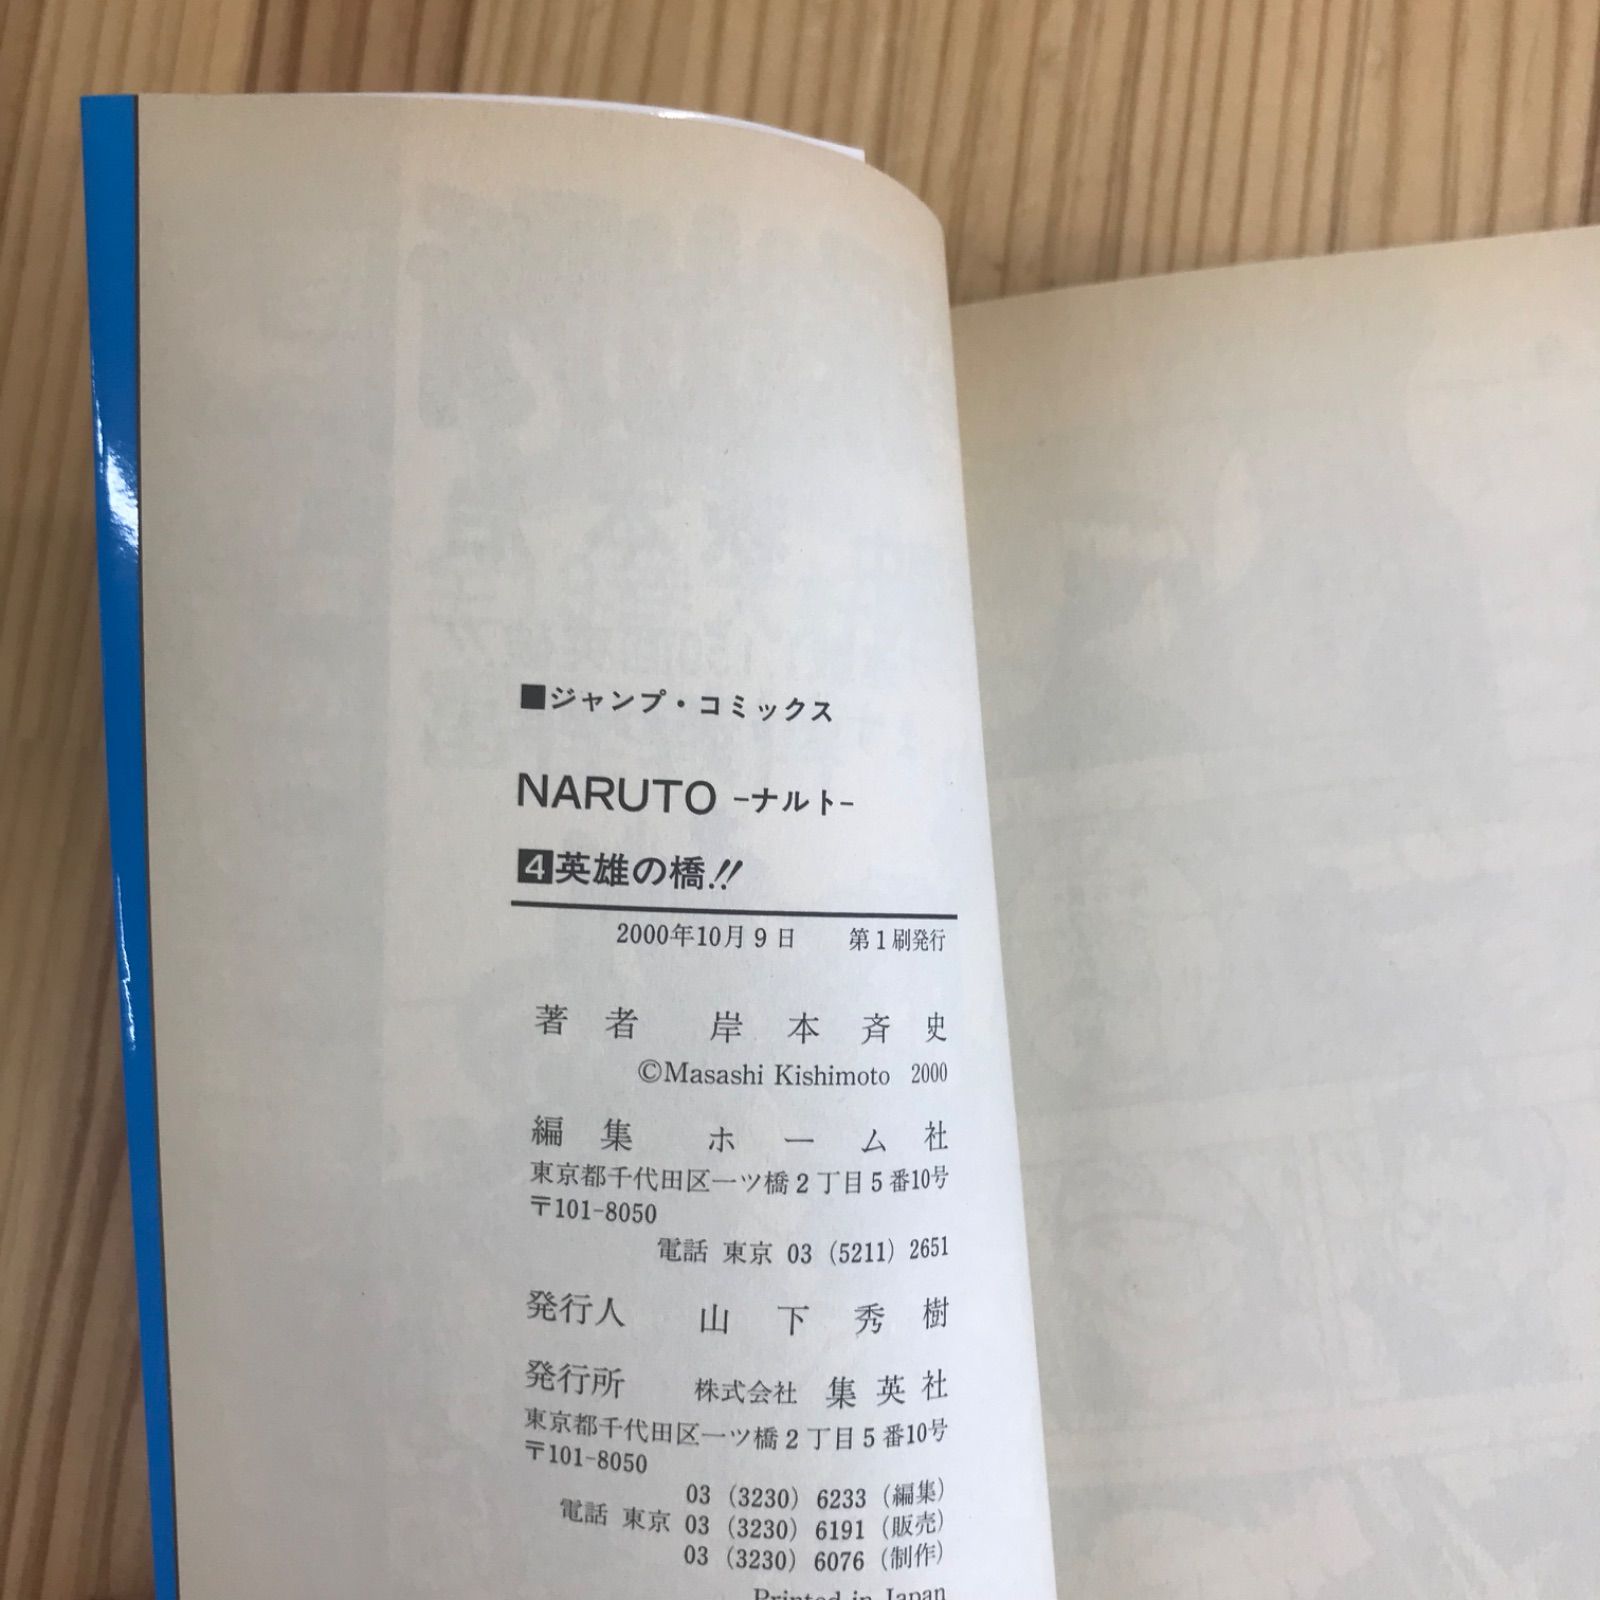 ■ジャンプ・コミックス
NARUTO -ナルト-
4英雄の橋!!
2000年10月9日 第1刷発行
著者 岸本斉史
©Masashi Kishimoto 2000
編集 ホーム社
東京都千代田区一ツ橋2丁目5番10号
〒101-8050
電話 東京 03 (5211) 2651
発行人 山下秀樹
発行所 株式会社 集英社
東京都千代田区一ツ橋2丁目5番10号
〒101-8050
03 (3230) 6233 (編集)
電話 東京 03 (3230) 6191 (販売)
03 (3230) 6076 (制作)
Printed in Japan